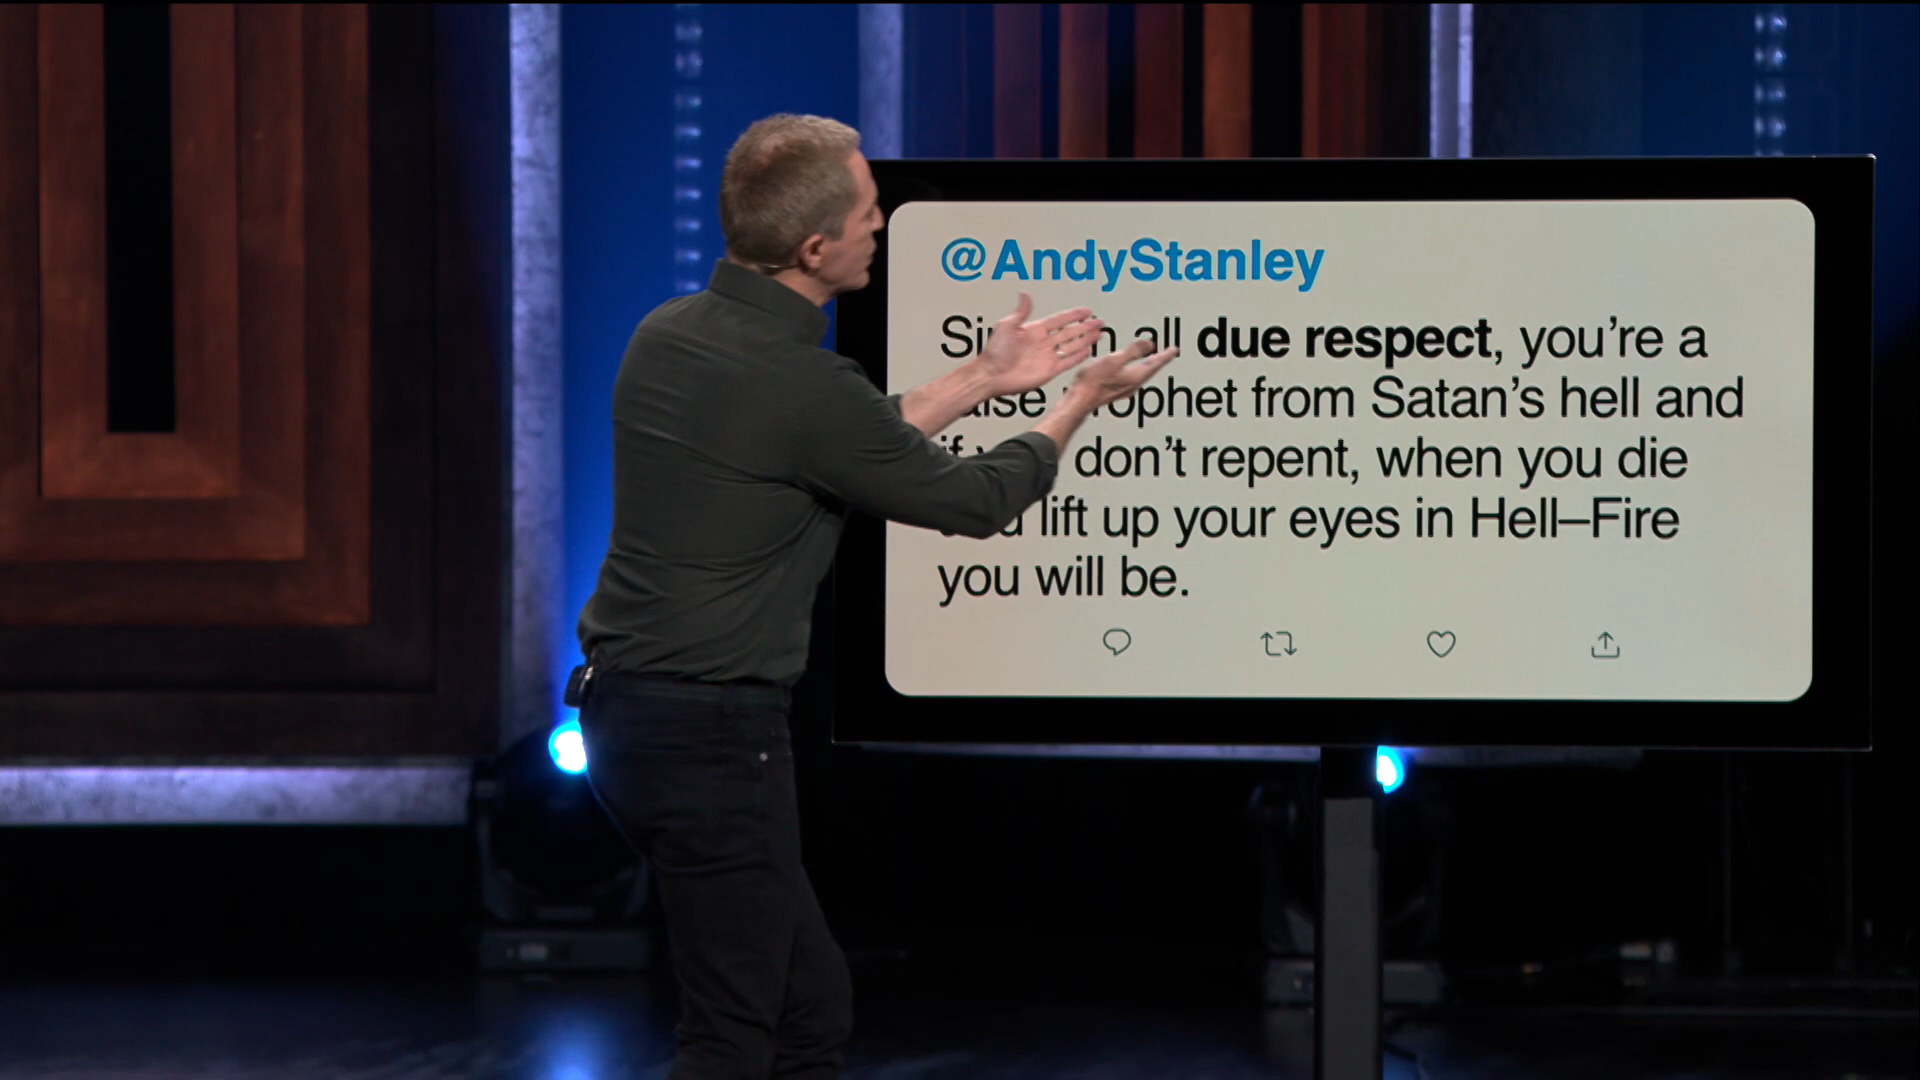 @AndyStanley
all due respect, you're a
prophet from Satan's hell and
don't repent, when you die
lift up your eyes in Hell–Fire
you will be.